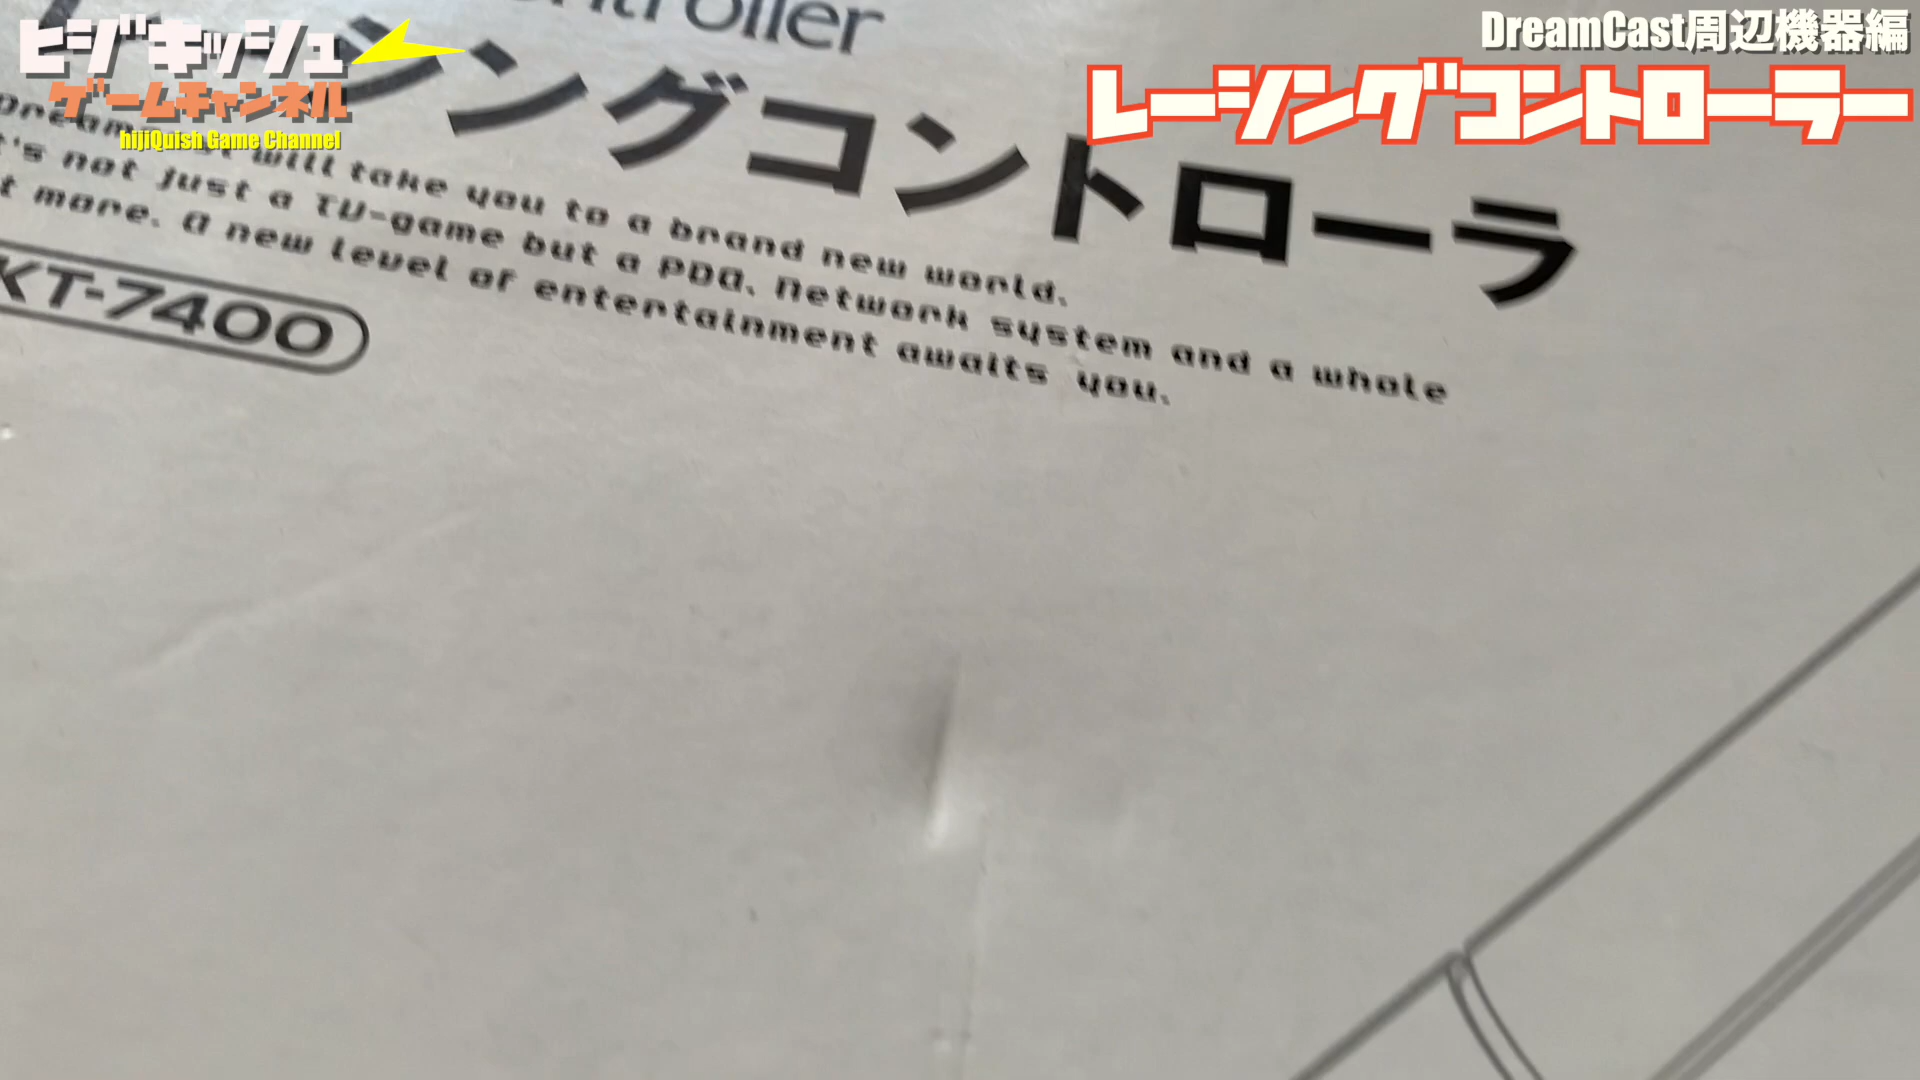 ヒジキッシュ
ゲームチャンネル
hijiQuish Game Channel
DreamCast周辺機器編
レーシングコントローラー
ングコントローラ
will take you to a brand new world.
t's not just a TV-game but a PDA, Network system and a whole
t more. A new level of entertainment awaits you.
KT-7400